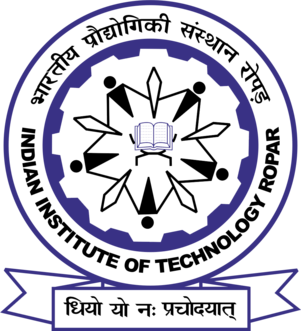 भारतीय प्रौद्योगिकी संस्थान रोपड़
INDIAN INSTITUTE OF TECHNOLOGY ROPAR
धियो यो नः प्रचोदयात्